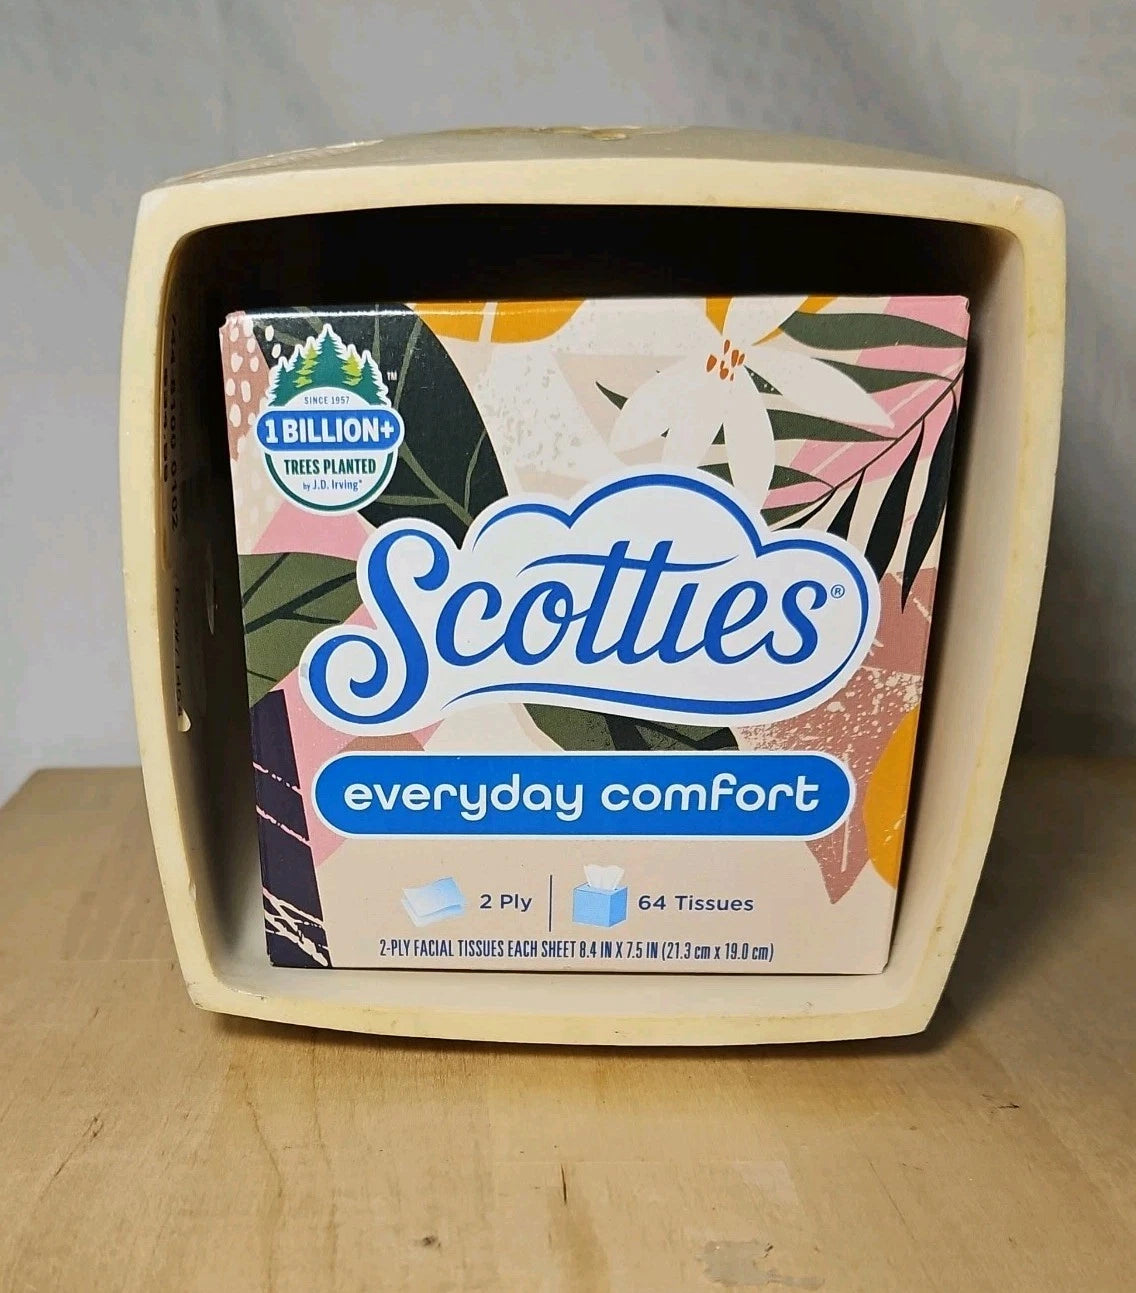 SINCE 1957
1 BILLION+
TREES PLANTED
by J.D. Irving*
TM
Scotties®
everyday comfort
2 Ply
64 Tissues
2-PLY FACIAL TISSUES EACH SHEET 8.4 IN X 7.5 IN (21.3 cm x 19.0 cm)